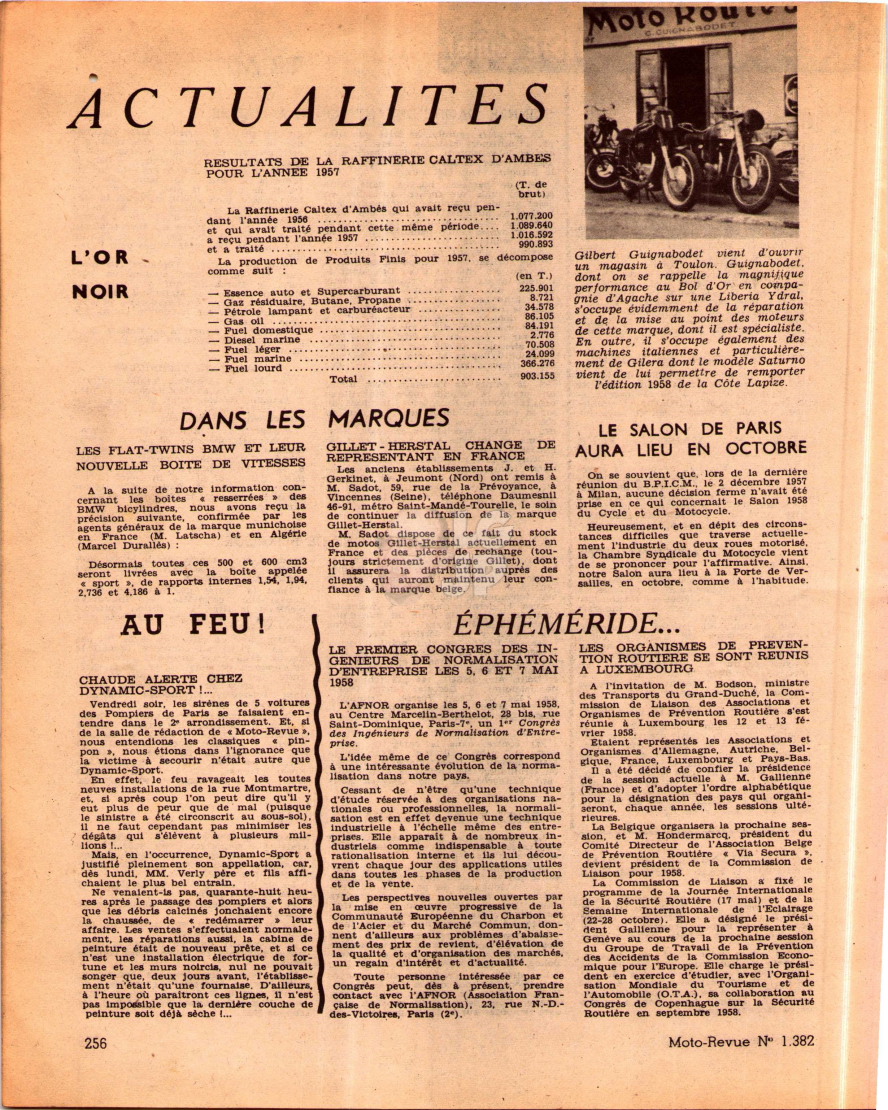 Moto Routes
C. GUIGNABODET
ACTUALITES
RESULTATS DE LA RAFFINERIE CALTEX D'AMBES
POUR L'ANNEE 1957
(T. de
brut)
La Raffinerie Caltex d'Ambés qui avait reçu pen-
dant l'année 1956 ........ 1.077.200
et qui avait traité pendant cette même période.... 1.089.640
a reçu pendant l'année 1957 ........ 1.016.592
et a traité ........ 990.893
L'OR
NOIR
La production de Produits Finis pour 1957, se décompose
comme suit :
(en T.)
— Essence auto et Supercarburant ........ 225.901
— Gaz résiduaire, Butane, Propane ........ 8.721
— Pétrole lampant et carburéacteur ........ 34.578
— Gas oil ........ 86.105
— Fuel domestique ........ 84.191
— Diesel marine ........ 2.776
— Fuel léger ........ 70.508
— Fuel marine ........ 24.099
— Fuel lourd ........ 366.276
Total ........ 903.155
Gilbert Guignabodet vient d'ouvrir
un magasin à Toulon. Guignabodet,
dont on se rappelle la magnifique
performance au Bol d'Or en compa-
gnie d'Agache sur une Liberia Ydral,
s'occupe évidemment de la réparation
et de la mise au point des moteurs
de cette marque, dont il est spécialiste.
En outre, il s'occupe également des
machines italiennes et particulière-
ment de Gilera dont le modèle Saturno
vient de lui permettre de remporter
l'édition 1958 de la Côte Lapize.
DANS LES MARQUES
LES FLAT-TWINS BMW ET LEUR
NOUVELLE BOITE DE VITESSES
A la suite de notre information con-
cernant les boîtes « resserrées » des
BMW bicylindres, nous avons reçu la
précision suivante, confirmée par les
agents généraux de la marque munichoise
en France (M. Latscha) et en Algérie
(Marcel Durallés) :
Désormais toutes ces 500 et 600 cm3
seront livrées avec la boîte appelée
« sport », de rapports internes 1,54, 1,94,
2,736 et 4,186 à 1.
GILLET - HERSTAL CHANGE DE
REPRESENTANT EN FRANCE
Les anciens établissements J. et H.
Gerkinet, à Jeumont (Nord) ont remis à
M. Sadot, 59, rue de la Prévoyance, à
Vincennes (Seine), téléphone Daumesnil
46-91, métro Saint-Mandé-Tourelle, le soin
de continuer la diffusion de la marque
Gillet-Herstal.
M. Sadot dispose de ce fait du stock
de motos Gillet-Herstal actuellement en
France et des pièces de rechange (tou-
jours strictement d'origine Gillet), dont
il assurera la distribution auprès des
clients qui auront maintenu leur con-
fiance à la marque belge.
LE SALON DE PARIS
AURA LIEU EN OCTOBRE
On se souvient que, lors de la dernière
réunion du B.P.I.C.M., le 2 décembre 1957
à Milan, aucune décision ferme n'avait été
prise en ce qui concernait le Salon 1958
du Cycle et du Motocycle.
Heureusement, et en dépit des circons-
tances difficiles que traverse actuelle-
ment l'industrie du deux roues motorisé,
la Chambre Syndicale du Motocycle vient
de se prononcer pour l'affirmative. Ainsi,
notre Salon aura lieu à la Porte de Ver-
sailles, en octobre, comme à l'habitude.
AU FEU !
CHAUDE ALERTE CHEZ
DYNAMIC-SPORT !...
Vendredi soir, les sirènes de 5 voitures
des Pompiers de Paris se faisaient en-
tendre dans le 2e arrondissement. Et, si
de la salle de rédaction de « Moto-Revue »,
nous entendions les classiques « pin-
pon », nous étions dans l'ignorance que
la victime à secourir n'était autre que
Dynamic-Sport.
En effet, le feu ravageait les toutes
neuves installations de la rue Montmartre,
et, si après coup l'on peut dire qu'il y
eut plus de peur que de mal (puisque
le sinistre a été circonscrit au sous-sol),
il ne faut cependant pas minimiser les
dégâts qui s'élèvent à plusieurs mil-
lions !...
Mais, en l'occurrence, Dynamic-Sport a
justifié pleinement son appellation, car,
dès lundi, MM. Verly père et fils affi-
chaient le plus bel entrain.
Ne venaient-ils pas, quarante-huit heu-
res après le passage des pompiers et alors
que les débris calcinés jonchaient encore
la chaussée, de « redémarrer » leur
affaire. Les ventes s'effectuaient normale-
ment, les réparations aussi, la cabine de
peinture était de nouveau prête, et si ce
n'est une installation électrique de for-
tune et les murs noircis, nul ne pouvait
songer que, deux jours avant, l'établisse-
ment n'était qu'une fournaise. D'ailleurs,
à l'heure où paraîtront ces lignes, il n'est
pas impossible que la dernière couche de
peinture soit déjà sèche !...
ÉPHÉMÉRIDE...
LE PREMIER CONGRES DES IN-
GENIEURS DE NORMALISATION
D'ENTREPRISE LES 5, 6 ET 7 MAI
1958
L'AFNOR organise les 5, 6 et 7 mai 1958,
au Centre Marcelin-Berthelot, 28 bis, rue
Saint-Dominique, Paris-7e, un 1er Congrès
des Ingénieurs de Normalisation d'Entre-
prise.
L'idée même de ce Congrès correspond
à une intéressante évolution de la norma-
lisation dans notre pays.
Cessant de n'être qu'une technique
d'étude réservée à des organisations na-
tionales ou professionnelles, la normali-
sation est en effet devenue une technique
industrielle à l'échelle même des entre-
prises. Elle apparaît à de nombreux in-
dustriels comme indispensable à toute
rationalisation interne et ils lui décou-
vrent chaque jour des applications utiles
dans toutes les phases de la production
et de la vente.
Les perspectives nouvelles ouvertes par
la mise en œuvre progressive de la
Communauté Européenne du Charbon et
de l'Acier et du Marché Commun, don-
nent d'ailleurs aux problèmes d'abaisse-
ment des prix de revient, d'élévation de
la qualité et d'organisation des marchés,
un regain d'intérêt et d'actualité.
Toute personne intéressée par ce
Congrès peut, dès à présent, prendre
contact avec l'AFNOR (Association Fran-
çaise de Normalisation), 23, rue N.-D.-
des-Victoires, Paris (2e).
LES ORGANISMES DE PREVEN-
TION ROUTIERE SE SONT REUNIS
A LUXEMBOURG
A l'invitation de M. Bodson, ministre
des Transports du Grand-Duché, la Com-
mission de Liaison des Associations et
Organismes de Prévention Routière s'est
réunie à Luxembourg les 12 et 13 fé-
vrier 1958.
Etaient représentés les Associations et
Organismes d'Allemagne, Autriche, Bel-
gique, France, Luxembourg et Pays-Bas.
Il a été décidé de confier la présidence
de la session actuelle à M. Gallienne
(France) et d'adopter l'ordre alphabétique
pour la désignation des pays qui organi-
seront, chaque année, les sessions ulté-
rieures.
La Belgique organisera la prochaine ses-
sion, et M. Hondermarcq, président du
Comité Directeur de l'Association Belge
de Prévention Routière « Via Secura »,
devient président de la Commission de
Liaison pour 1958.
La Commission de Liaison a fixé le
programme de la Journée Internationale
de la Sécurité Routière (17 mai) et de la
Semaine Internationale de l'Eclairage
(22-28 octobre). Elle a désigné le prési-
dent Gallienne pour la représenter à
Genève au cours de la prochaine session
du Groupe de Travail de la Prévention
des Accidents de la Commission Econo-
mique pour l'Europe. Elle charge le prési-
dent en exercice d'étudier, avec l'Organi-
sation Mondiale du Tourisme et de
l'Automobile (O.T.A.), sa collaboration au
Congrès de Copenhague sur la Sécurité
Routière en septembre 1958.
256
Moto-Revue No 1.382